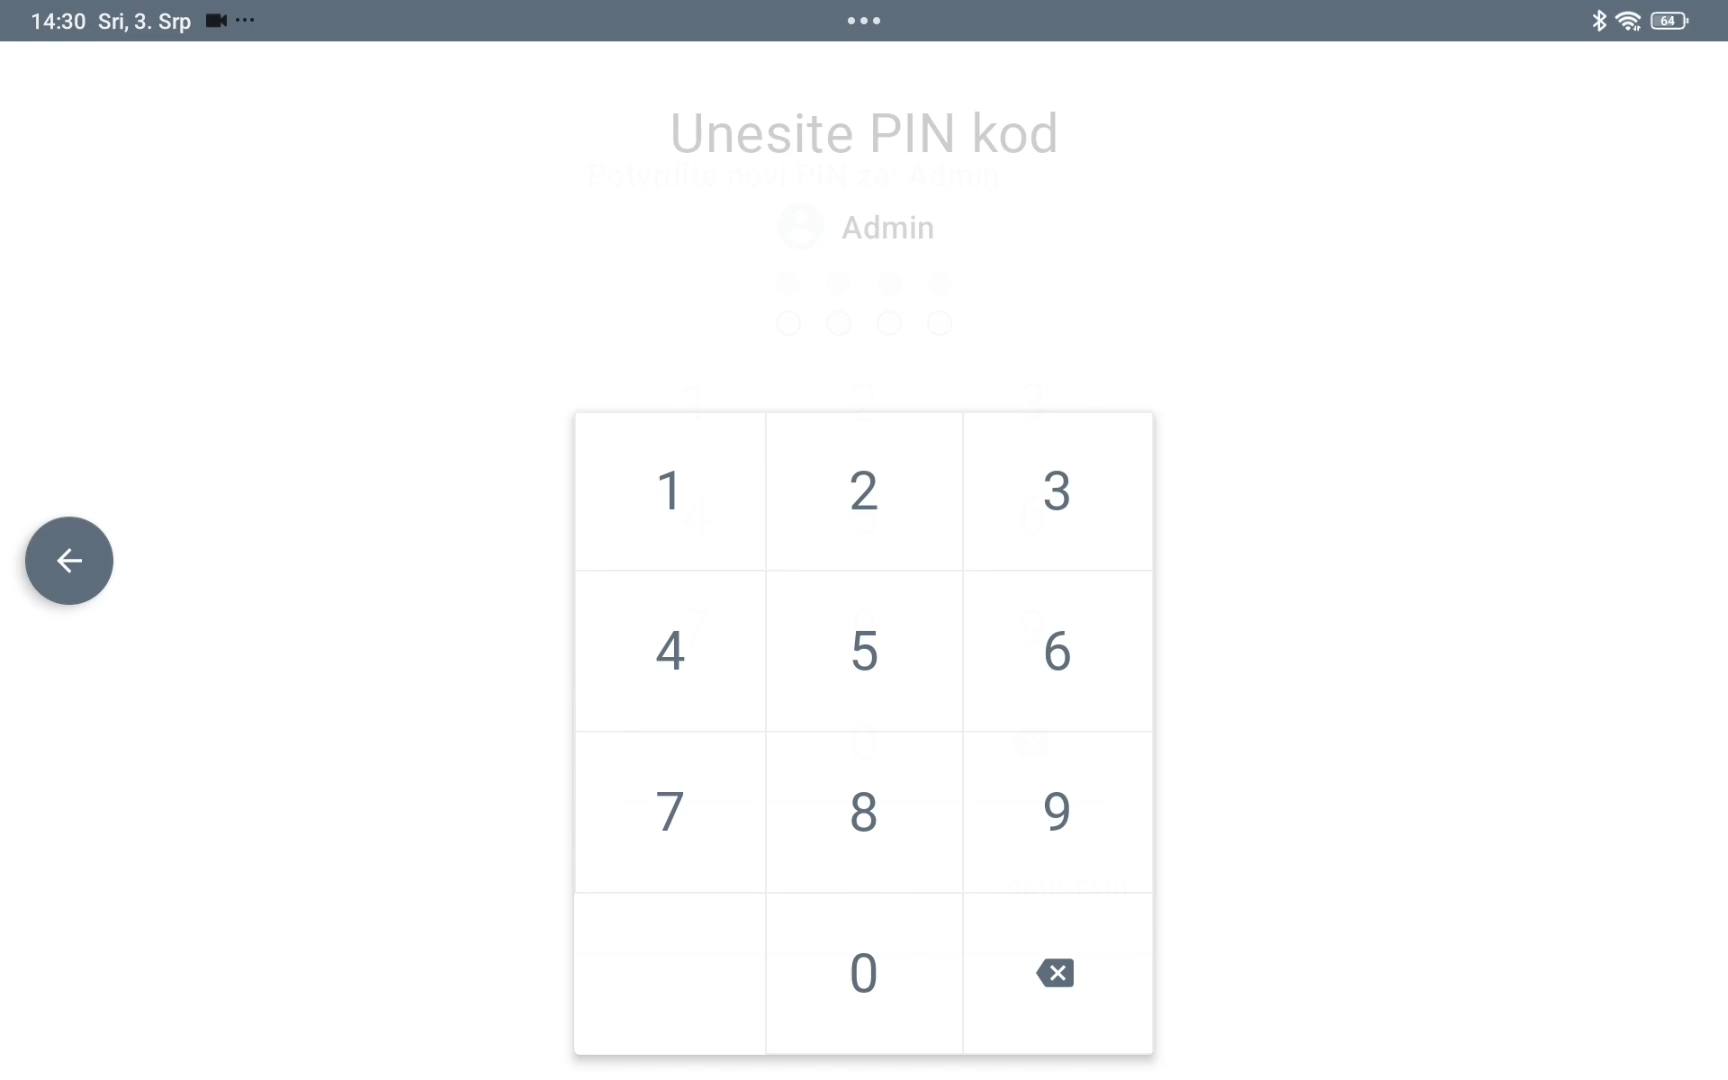 14:30 Sri, 3. Srp
64
Unesite PIN kod
Potvrdite novi PIN za Admin
Admin
1 2 3
4 5 6
7 8 9
0